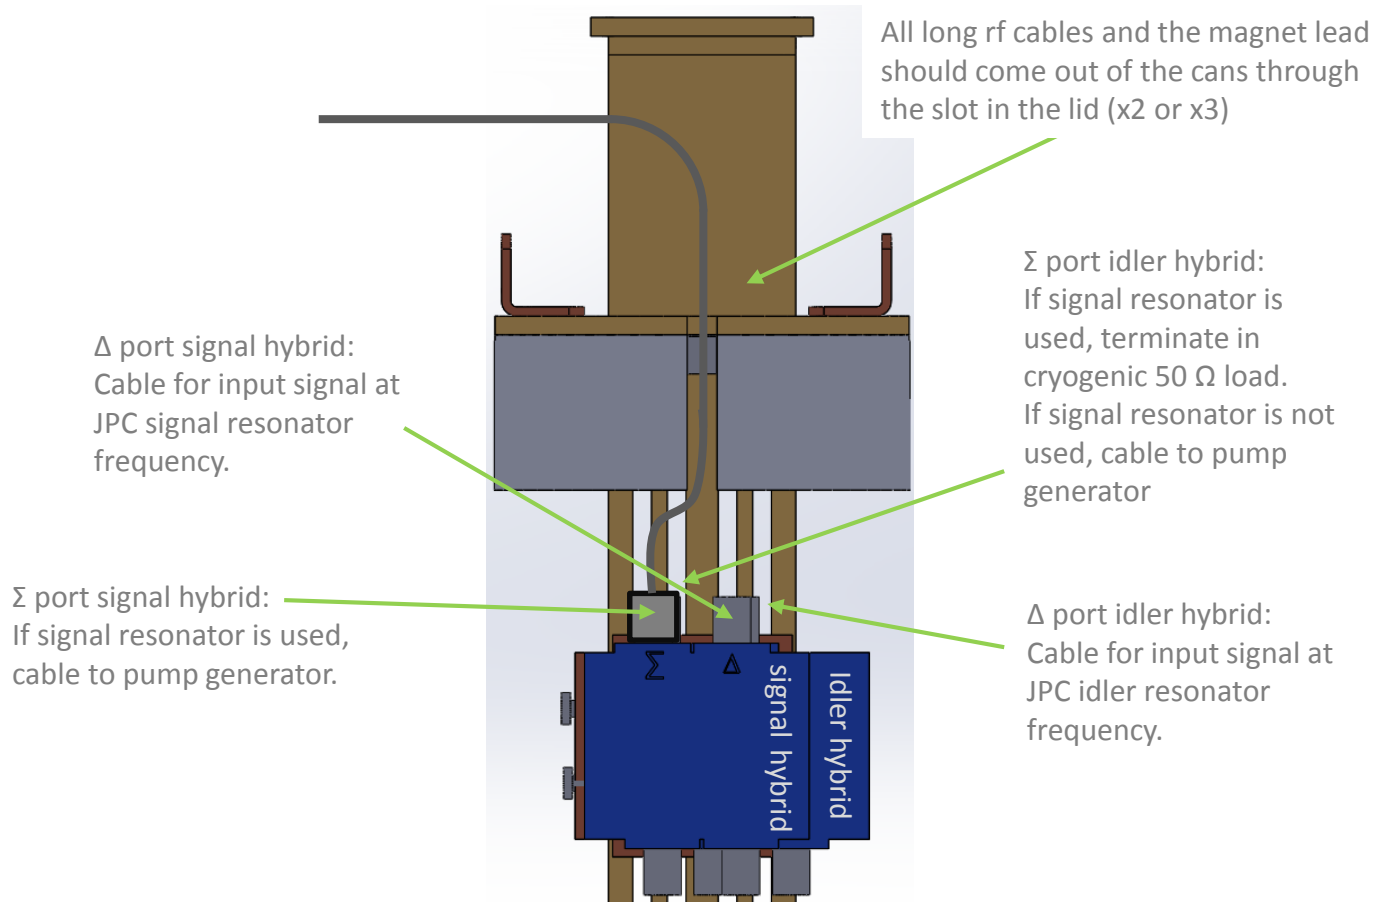 All long rf cables and the magnet lead
should come out of the cans through
the slot in the lid (x2 or x3)
Σ port idler hybrid:
If signal resonator is
used, terminate in
cryogenic 50 Ω load.
If signal resonator is not
used, cable to pump
generator
Δ port signal hybrid:
Cable for input signal at
JPC signal resonator
frequency.
Σ port signal hybrid:
If signal resonator is used,
cable to pump generator.
Δ port idler hybrid:
Cable for input signal at
JPC idler resonator
frequency.
Σ
Δ
signal hybrid
Idler hybrid